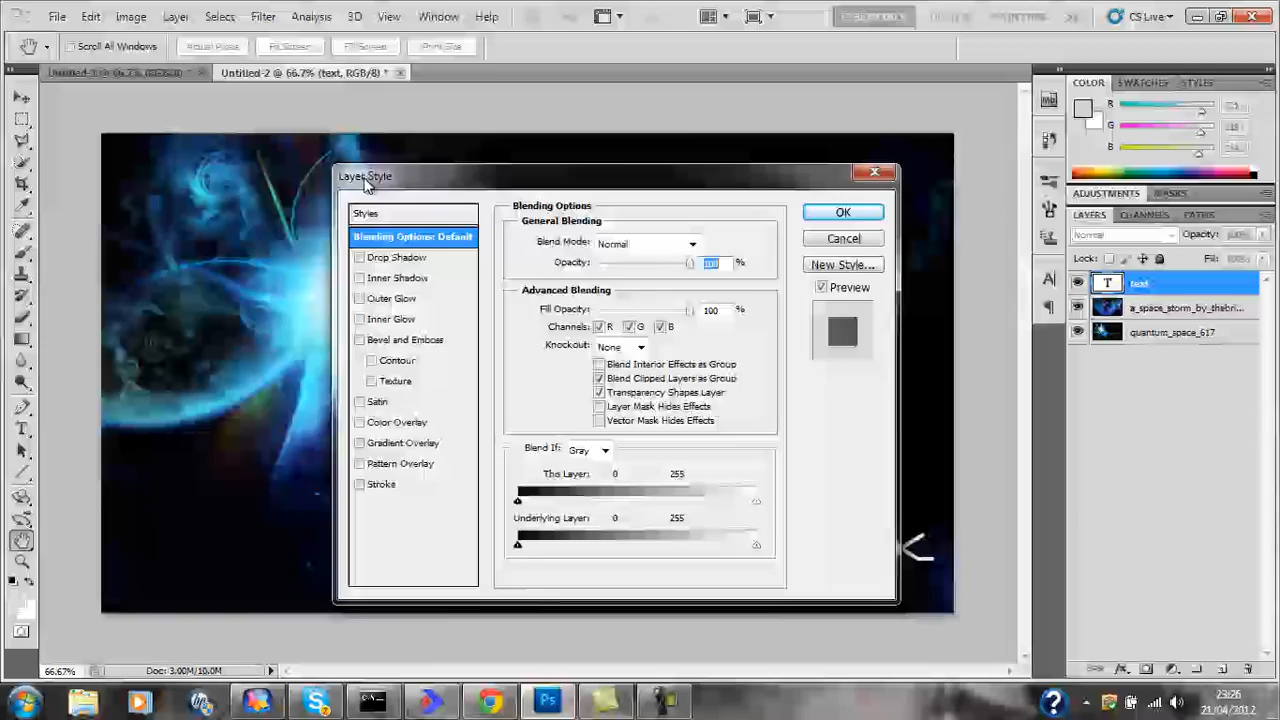 File Edit Image Layer Select Filter Analysis 3D View Window Help CS Live
Scroll All Windows Actual Pixels Fit Screen Fill Screen Print Size
Untitled-2 @ 66.7% (text, RGB/8) *
COLOR SWATCHES STYLES
R
G
B
ADJUSTMENTS MASKS
LAYERS CHANNELS PATHS
Normal Opacity:
Lock: Fill:
text
a_space_storm_by_thebri...
quantum_space_617
Layer Style
Styles
Blending Options: Default
Drop Shadow
Inner Shadow
Outer Glow
Inner Glow
Bevel and Emboss
Contour
Texture
Satin
Color Overlay
Gradient Overlay
Pattern Overlay
Stroke
Blending Options
General Blending
Blend Mode: Normal
Opacity: 100 %
Advanced Blending
Fill Opacity: 100 %
Channels: R G B
Knockout: None
Blend Interior Effects as Group
Blend Clipped Layers as Group
Transparency Shapes Layer
Layer Mask Hides Effects
Vector Mask Hides Effects
Blend If: Gray
This Layer: 0 255
Underlying Layer: 0 255
OK
Cancel
New Style...
Preview
66.67% Doc: 3.00M/10.0M
23:26
21/04/2012